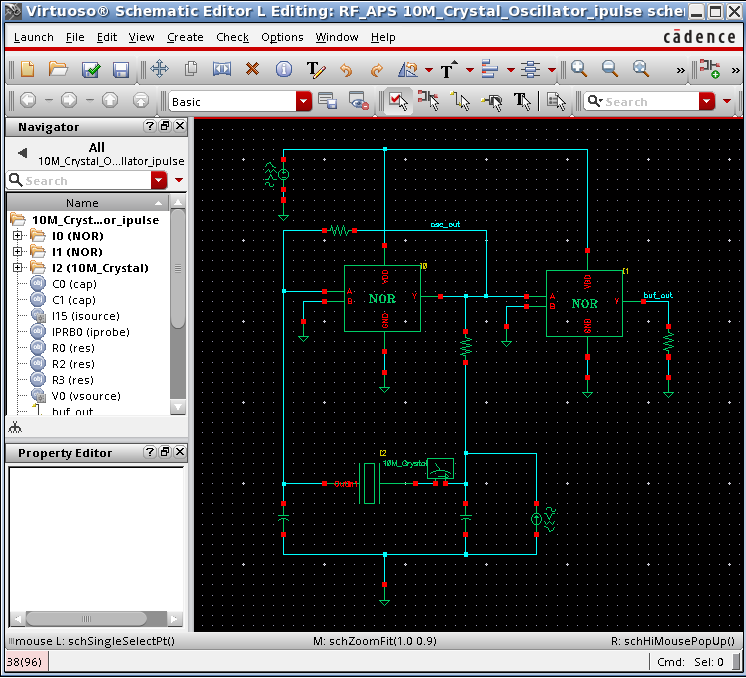 Virtuoso® Schematic Editor L Editing: RF_APS 10M_Crystal_Oscillator_ipulse schem
Launch File Edit View Create Check Options Window Help cādence
Basic Search
Navigator
All
10M_Crystal_O...llator_ipulse
Search
Name
10M_Cryst...or_ipulse
I0 (NOR)
I1 (NOR)
I2 (10M_Crystal)
C0 (cap)
C1 (cap)
I15 (isource)
IPRB0 (iprobe)
R0 (res)
R2 (res)
R3 (res)
V0 (vsource)
buf_out
Property Editor
osc_out
I0
VDD
A
B
NOR
Y
GND
I1
VDD
A
B
NOR
Y
GND
buf_out
I2
10M_Crystal
mouse L: schSingleSelectPt() M: schZoomFit(1.0 0.9) R: schHiMousePopUp()
38(96) Cmd: Sel: 0